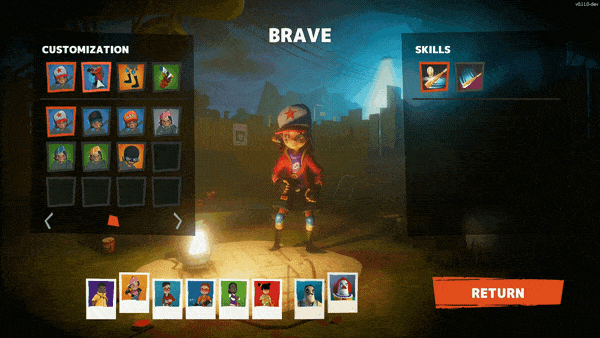 v0.11.0-dev
BRAVE
CUSTOMIZATION
SKILLS
RETURN